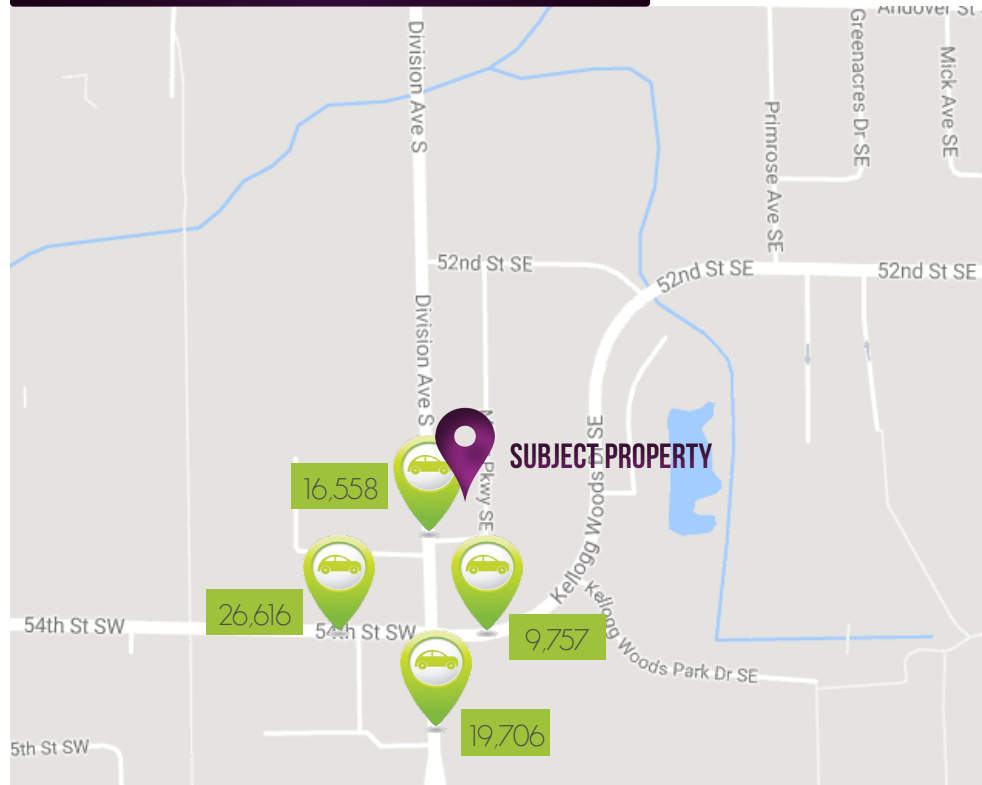 Andover St
Division Ave S
Greenacres Dr SE
Mick Ave SE
Primrose Ave SE
52nd St SE
52nd St SE
52nd St SE
Division Ave S
SUBJECT PROPERTY
Pkwy SE
16,558
Kellogg Woods Dr SE
26,616
54th St SW
54th St SW
9,757
Kellogg Woods Park Dr SE
19,706
5th St SW